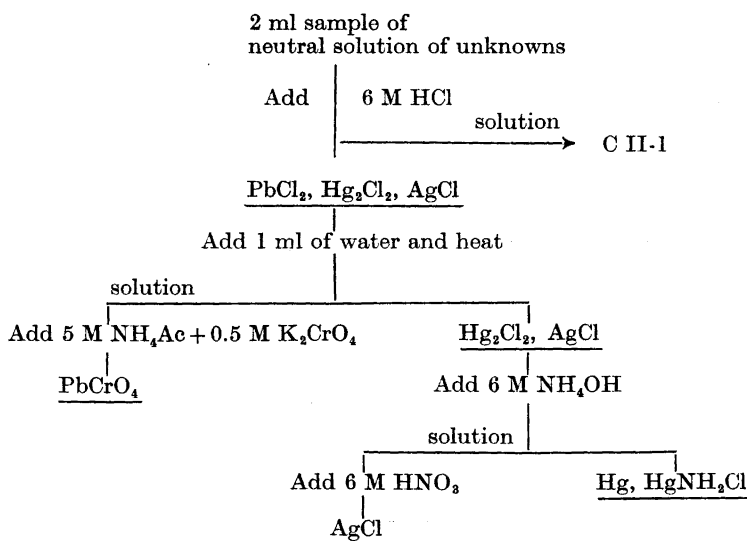 2 ml sample of
neutral solution of unknowns
Add 6 M HCl
solution
C II-1
PbCl₂, Hg₂Cl₂, AgCl
Add 1 ml of water and heat
solution
Add 5 M NH₄Ac + 0.5 M K₂CrO₄
Hg₂Cl₂, AgCl
PbCrO₄
Add 6 M NH₄OH
solution
Add 6 M HNO₃
Hg, HgNH₂Cl
AgCl